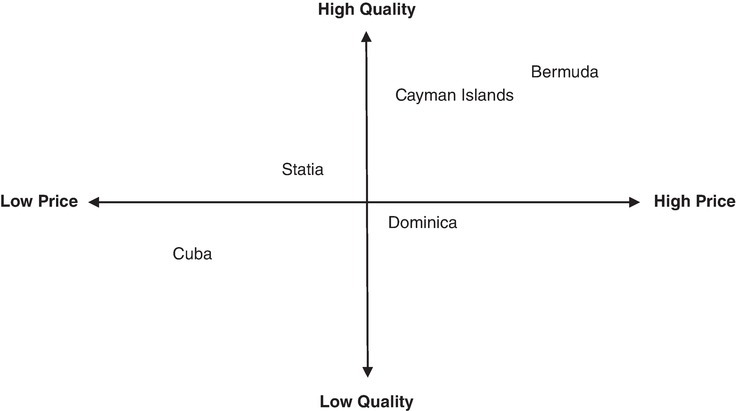 High Quality
Bermuda
Cayman Islands
Statia
Low Price
High Price
Dominica
Cuba
Low Quality